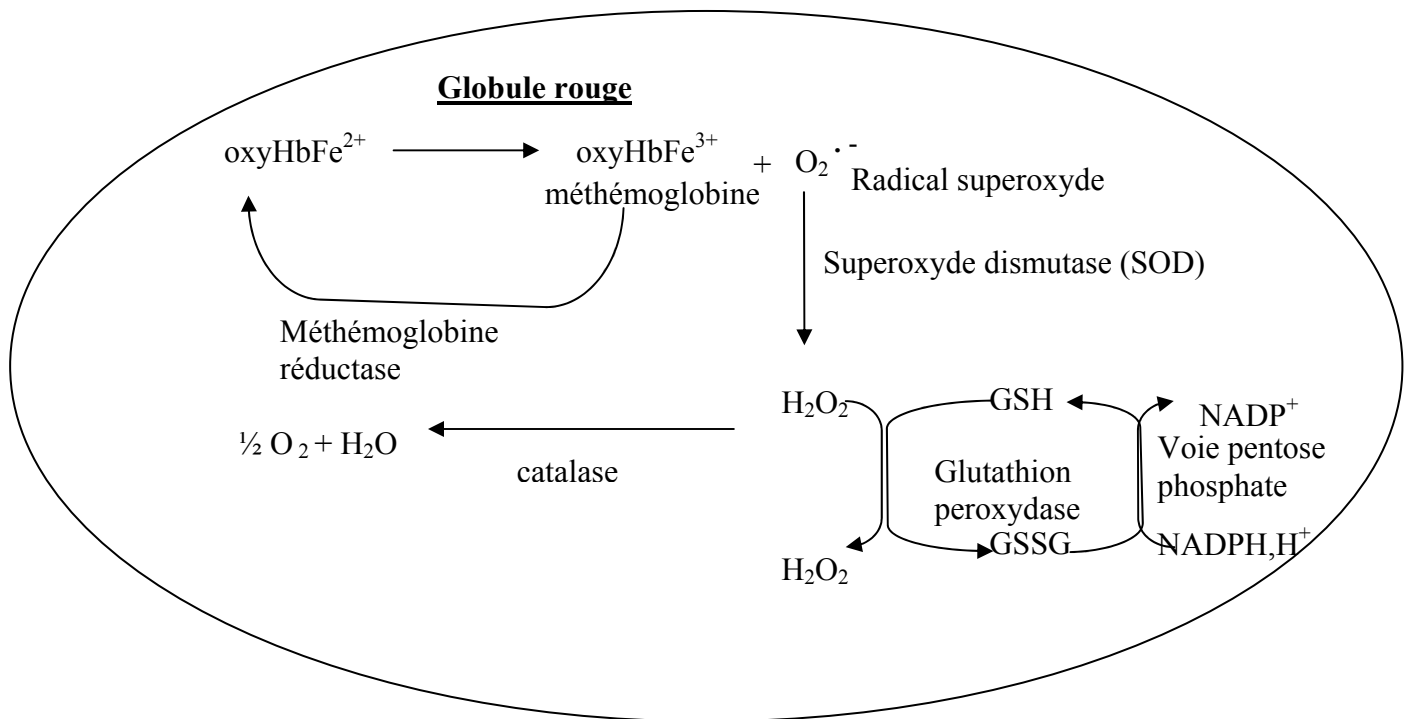 Globule rouge
oxyHbFe²⁺
oxyHbFe³⁺ + O₂˙⁻
méthémoglobine
Radical superoxyde
Superoxyde dismutase (SOD)
Méthémoglobine
réductase
H₂O₂
GSH
NADP⁺
½ O₂ + H₂O
catalase
Glutathion
peroxydase
Voie pentose
phosphate
GSSG
NADPH,H⁺
H₂O₂